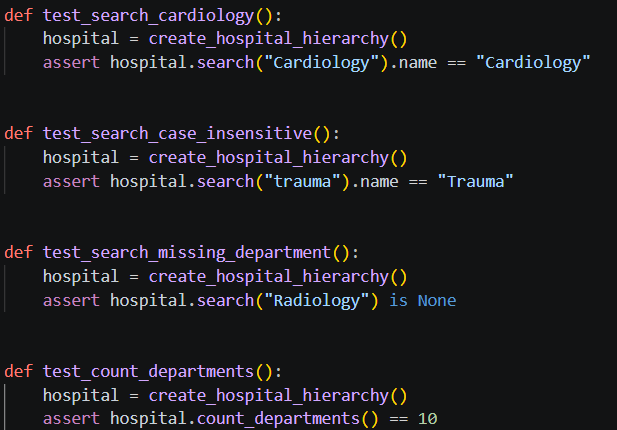 def test_search_cardiology():
    hospital = create_hospital_hierarchy()
    assert hospital.search("Cardiology").name == "Cardiology"
def test_search_case_insensitive():
    hospital = create_hospital_hierarchy()
    assert hospital.search("trauma").name == "Trauma"
def test_search_missing_department():
    hospital = create_hospital_hierarchy()
    assert hospital.search("Radiology") is None
def test_count_departments():
    hospital = create_hospital_hierarchy()
    assert hospital.count_departments() == 10